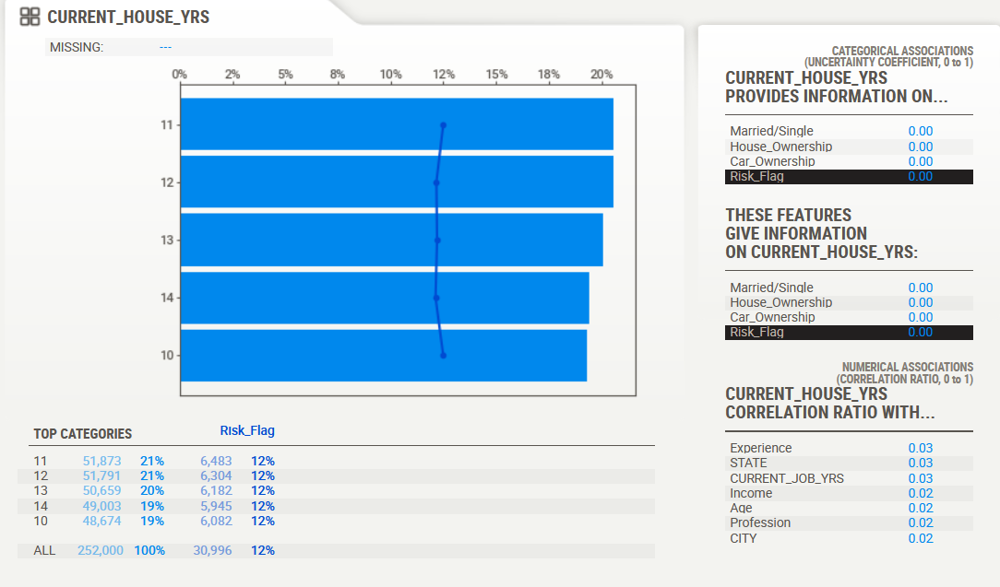 CURRENT_HOUSE_YRS
MISSING: ---
0% 2% 5% 8% 10% 12% 15% 18% 20%
11
12
13
14
10
TOP CATEGORIES Risk_Flag
11 51,873 21% 6,483 12%
12 51,791 21% 6,304 12%
13 50,659 20% 6,182 12%
14 49,003 19% 5,945 12%
10 48,674 19% 6,082 12%
ALL 252,000 100% 30,996 12%
CATEGORICAL ASSOCIATIONS
(UNCERTAINTY COEFFICIENT, 0 to 1)
CURRENT_HOUSE_YRS
PROVIDES INFORMATION ON...
Married/Single 0.00
House_Ownership 0.00
Car_Ownership 0.00
Risk_Flag 0.00
THESE FEATURES
GIVE INFORMATION
ON CURRENT_HOUSE_YRS:
Married/Single 0.00
House_Ownership 0.00
Car_Ownership 0.00
Risk_Flag 0.00
NUMERICAL ASSOCIATIONS
(CORRELATION RATIO, 0 to 1)
CURRENT_HOUSE_YRS
CORRELATION RATIO WITH...
Experience 0.03
STATE 0.03
CURRENT_JOB_YRS 0.03
Income 0.02
Age 0.02
Profession 0.02
CITY 0.02